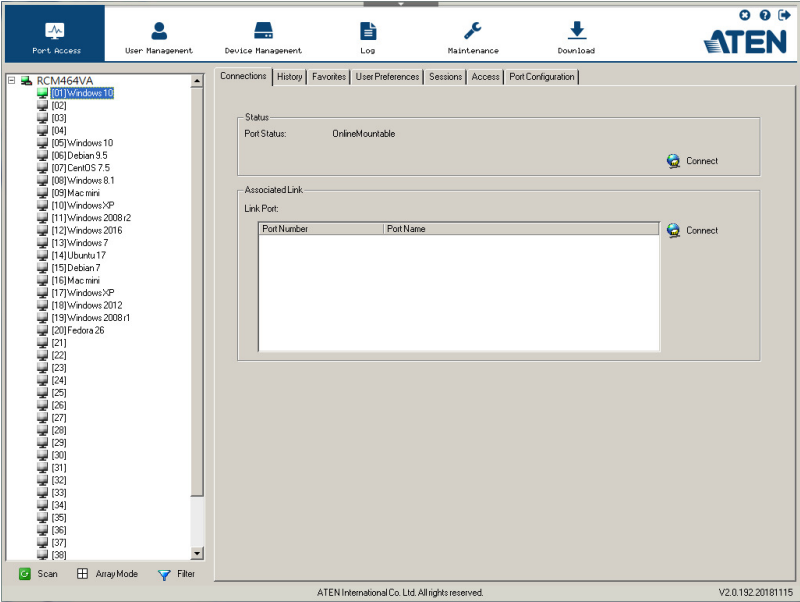 ATEN
Port Access
User Management
Device Management
Log
Maintenance
Download
RCM464VA
[01]Windows 10
[02]
[03]
[04]
[05]Windows 10
[06]Debian 9.5
[07]CentOS 7.5
[08]Windows 8.1
[09]Mac mini
[10]WindowsXP
[11]Windows 2008 r2
[12]Windows 2016
[13]Windows 7
[14]Ubuntu 17
[15]Debian 7
[16]Mac mini
[17]WindowsXP
[18]Windows 2012
[19]Windows 2008 r1
[20]Fedora 26
[21]
[22]
[23]
[24]
[25]
[26]
[27]
[28]
[29]
[30]
[31]
[32]
[33]
[34]
[35]
[36]
[37]
[38]
Scan
Array Mode
Filter
Connections
History
Favorites
User Preferences
Sessions
Access
Port Configuration
Status
Port Status: OnlineMountable
Connect
Associated Link
Link Port:
Port Number Port Name
Connect
ATEN International Co. Ltd. All rights reserved.
V2.0.192.20181115